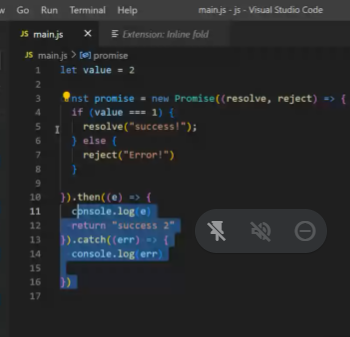 w Go Run Terminal Help main.js - js - Visual Studio Code
JS main.js × Extension: Inline fold
JS main.js > promise
1 let value = 2
2
3 nst promise = new Promise((resolve, reject) => {
4 if (value === 1) {
5 resolve("success!");
6 } else {
7 reject("Error!")
8 }
9
10 }).then((e) => {
11 console.log(e)
12 return "success 2"
13 }).catch((err) => {
14 console.log(err)
15
16 })
17